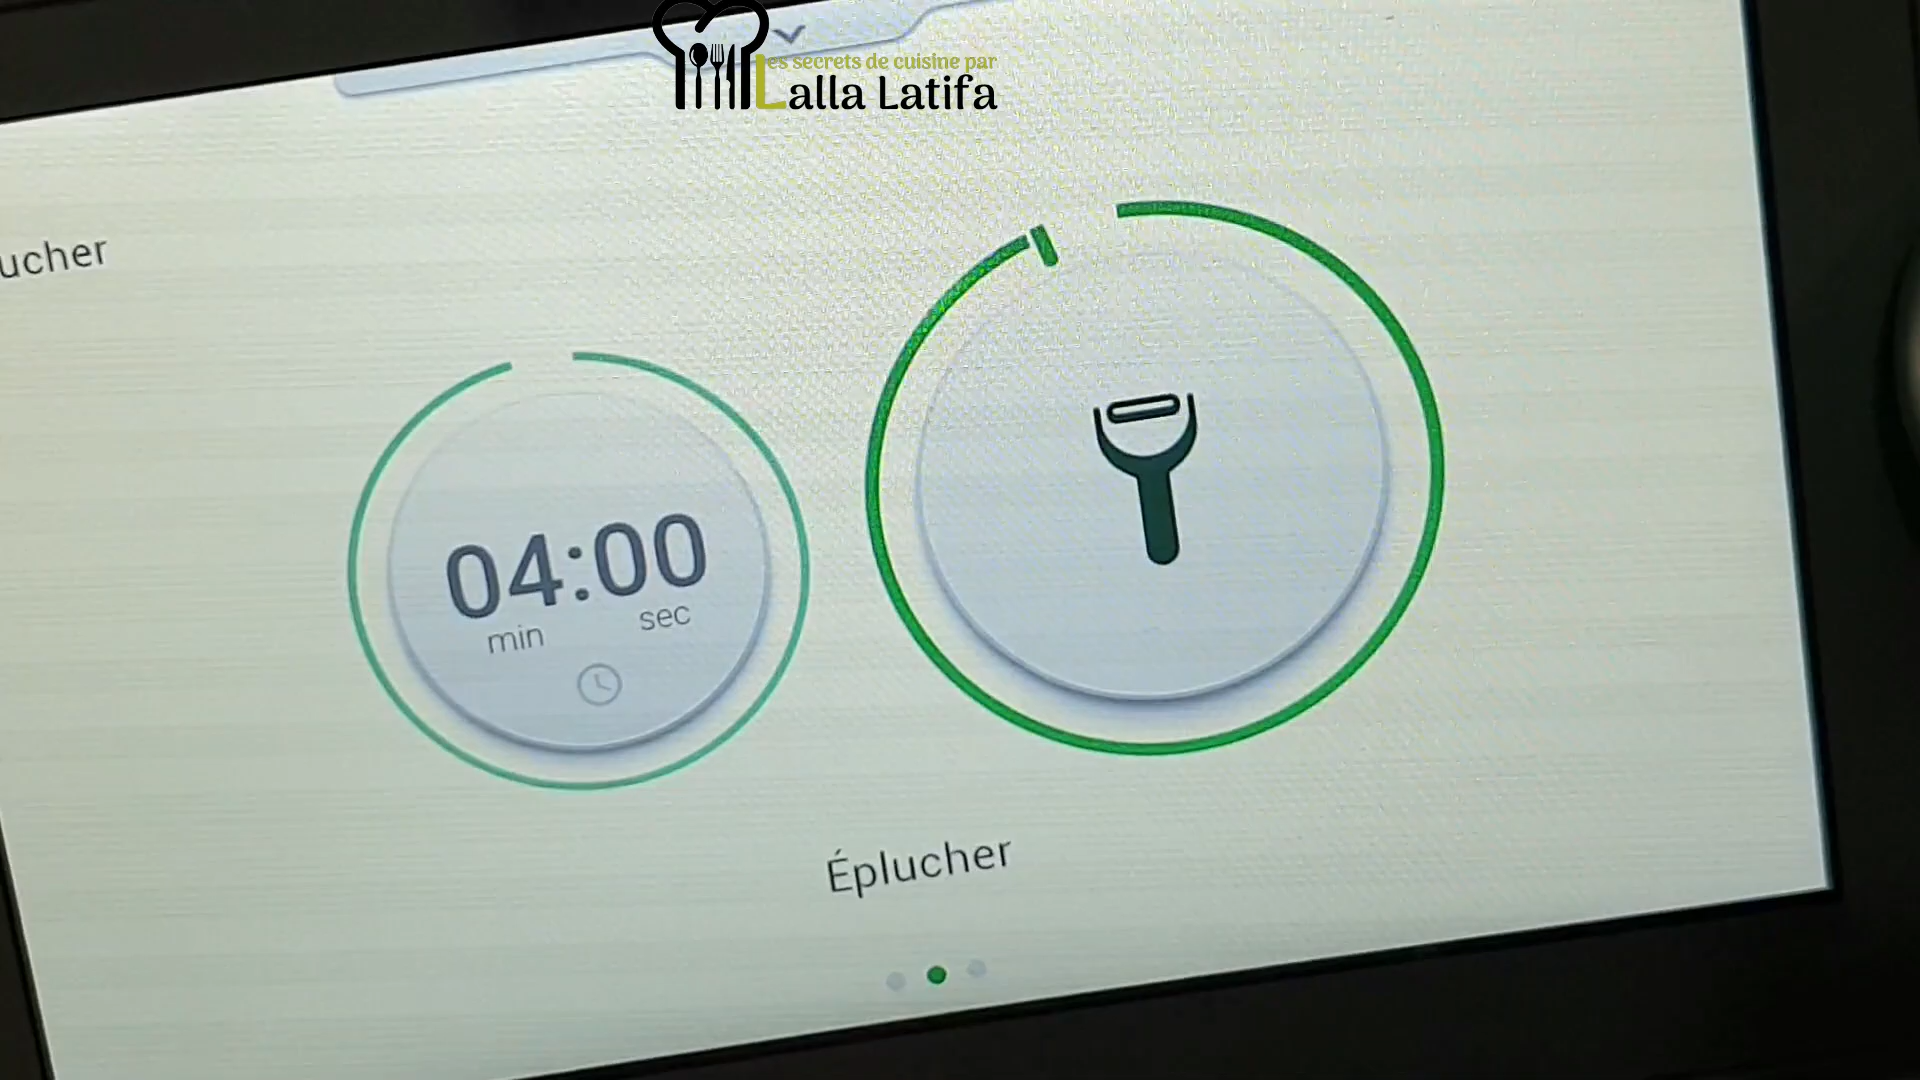 es secrets de cuisine par
Lalla Latifa
ucher
04:00
min sec
Éplucher